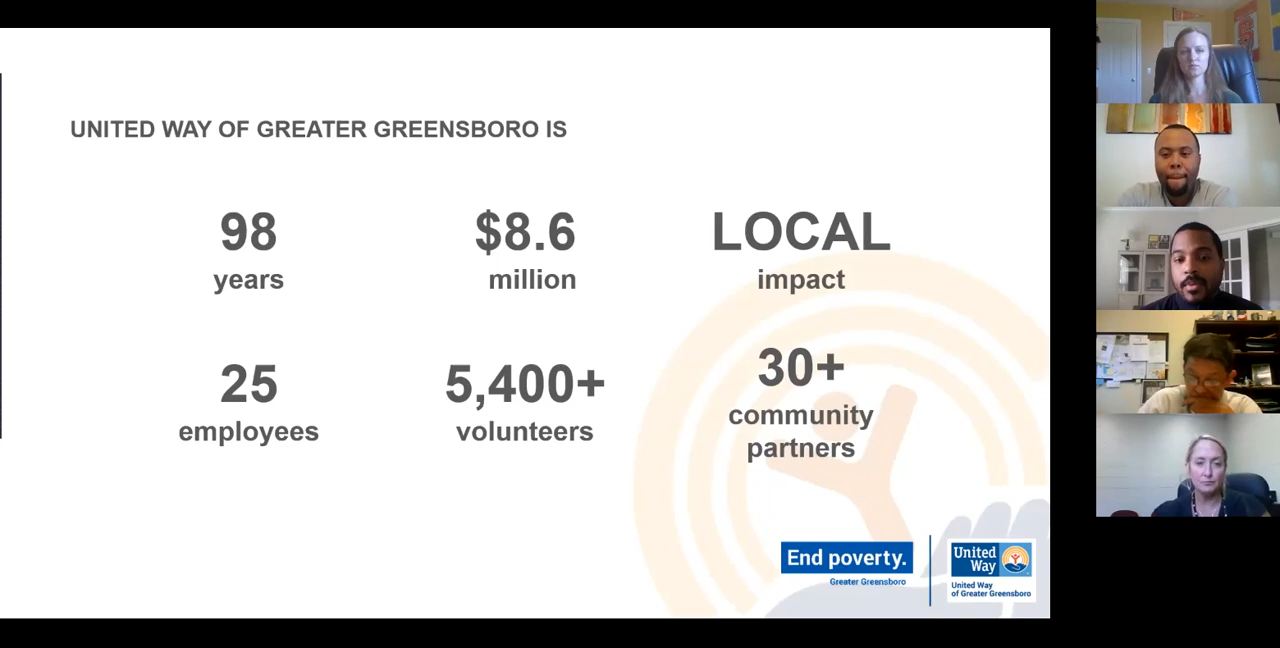 UNITED WAY OF GREATER GREENSBORO IS
98
years
$8.6
million
LOCAL
impact
25
employees
5,400+
volunteers
30+
community
partners
End poverty.
Greater Greensboro
United
Way
United Way
of Greater Greensboro